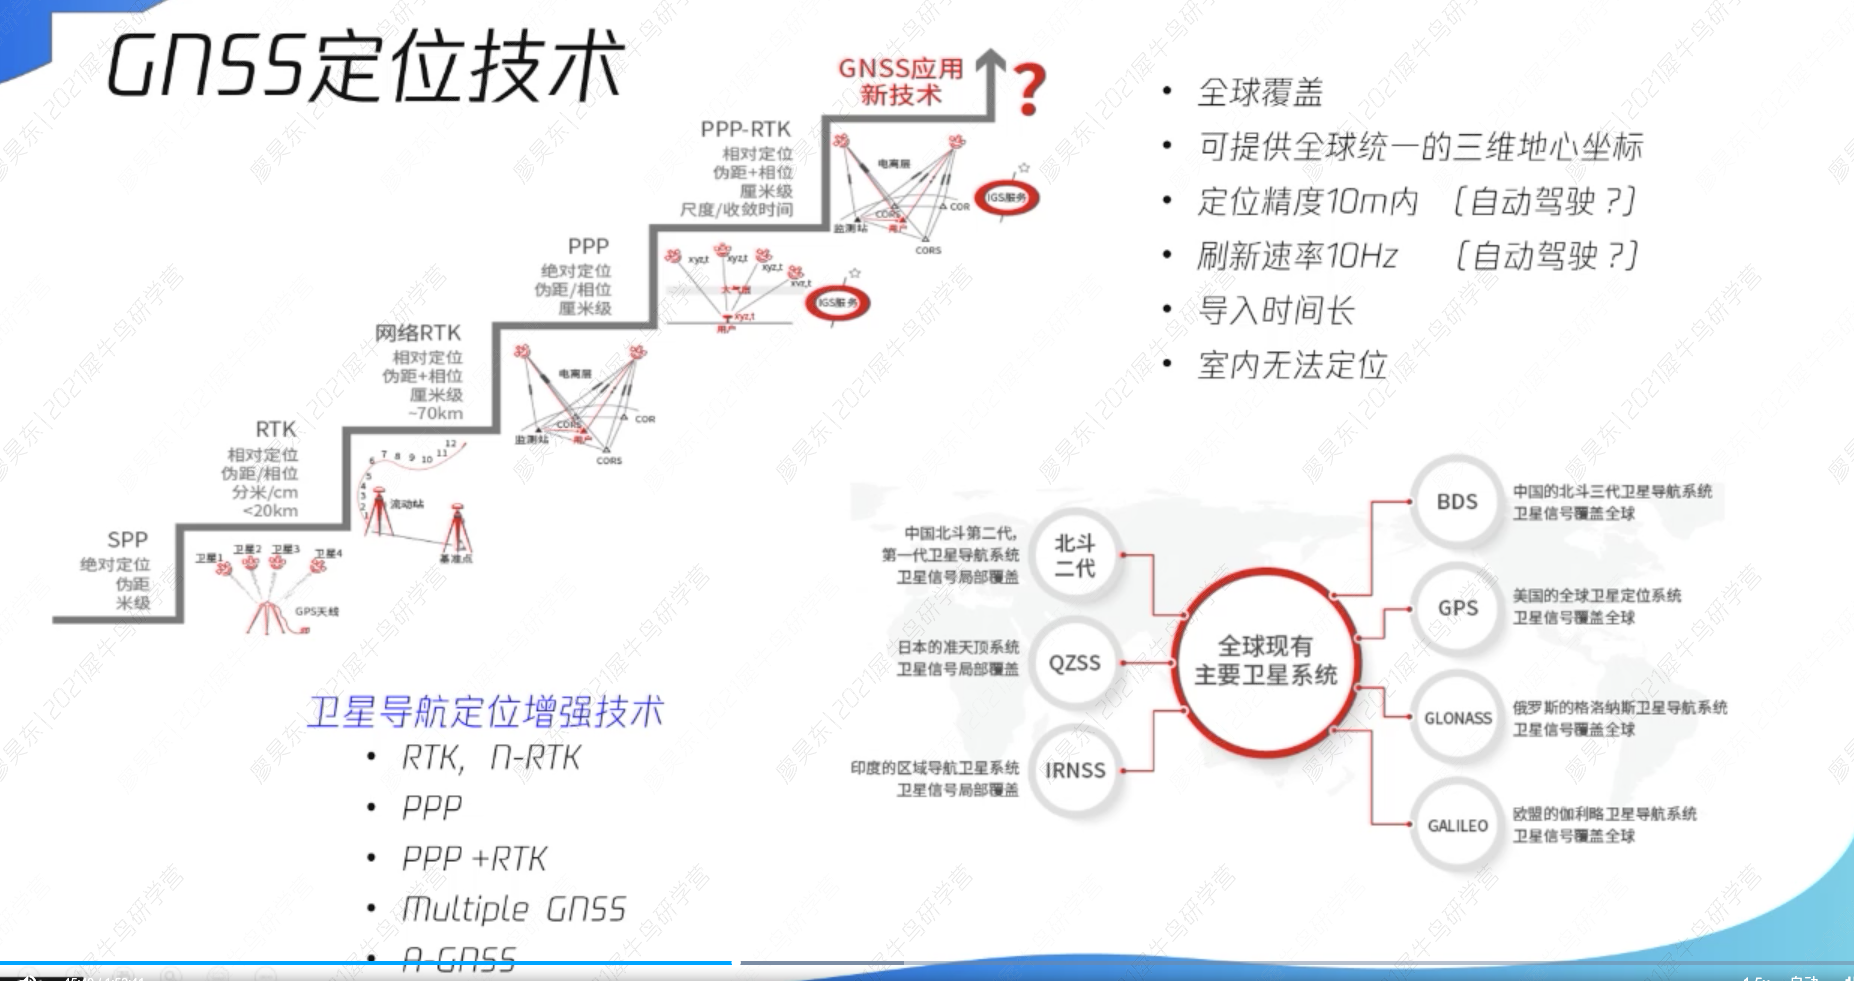 GNSS定位技术
GNSS应用
新技术
?
PPP-RTK
相对定位
伪距+相位
厘米级
尺度/收敛时间
电离层
CORS
COR
监测站
用户
CORS
IGS服务
PPP
绝对定位
伪距/相位
厘米级
xyz,t
xyz,t
xyz,t
xyz,t
大气层
xyz,t
用户
IGS服务
网络RTK
相对定位
伪距+相位
厘米级
~70km
电离层
CORS
COR
监测站
用户
CORS
RTK
相对定位
伪距/相位
分米/cm
<20km
1
2
3
4
5
6
7
8
9
10
11
12
流动站
基准点
SPP
绝对定位
伪距
米级
卫星1
卫星2
卫星3
卫星4
GPS天线
• 全球覆盖
• 可提供全球统一的三维地心坐标
• 定位精度10m内 （自动驾驶？）
• 刷新速率10Hz （自动驾驶？）
• 导入时间长
• 室内无法定位
卫星导航定位增强技术
• RTK, N-RTK
• PPP
• PPP +RTK
• Multiple GNSS
• A-GNSS
中国北斗第二代,
第一代卫星导航系统
卫星信号局部覆盖
北斗
二代
日本的准天顶系统
卫星信号局部覆盖
QZSS
印度的区域导航卫星系统
卫星信号局部覆盖
IRNSS
全球现有
主要卫星系统
BDS
中国的北斗三代卫星导航系统
卫星信号覆盖全球
GPS
美国的全球卫星定位系统
卫星信号覆盖全球
GLONASS
俄罗斯的格洛纳斯卫星导航系统
卫星信号覆盖全球
GALILEO
欧盟的伽利略卫星导航系统
卫星信号覆盖全球
廖昊东|2021犀牛鸟研学营